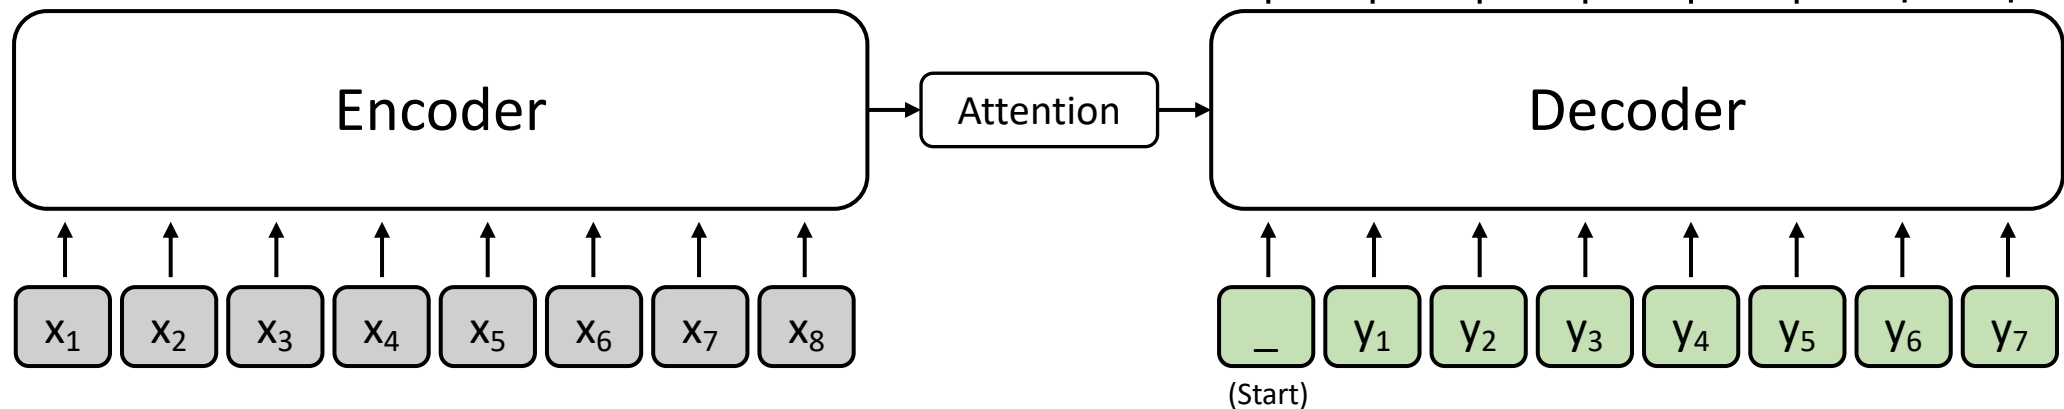 Encoder
Attention
Decoder
x₁ x₂ x₃ x₄ x₅ x₆ x₇ x₈
_ y₁ y₂ y₃ y₄ y₅ y₆ y₇
(Start)